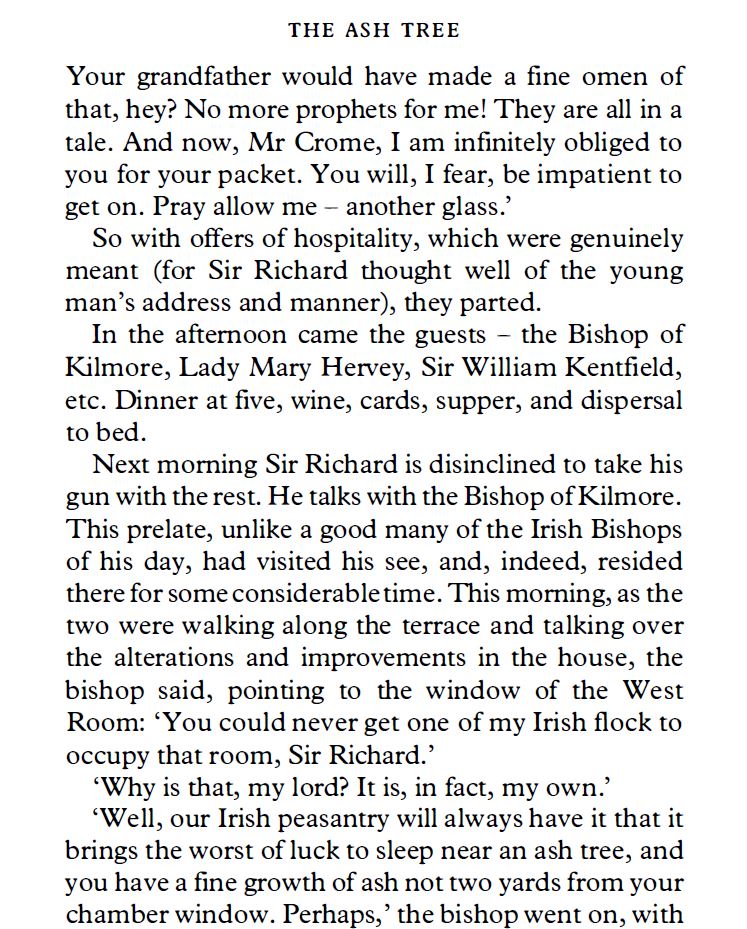 THE ASH TREE
Your grandfather would have made a fine omen of
that, hey? No more prophets for me! They are all in a
tale. And now, Mr Crome, I am infinitely obliged to
you for your packet. You will, I fear, be impatient to
get on. Pray allow me – another glass.’
So with offers of hospitality, which were genuinely
meant (for Sir Richard thought well of the young
man’s address and manner), they parted.
In the afternoon came the guests – the Bishop of
Kilmore, Lady Mary Hervey, Sir William Kentfield,
etc. Dinner at five, wine, cards, supper, and dispersal
to bed.
Next morning Sir Richard is disinclined to take his
gun with the rest. He talks with the Bishop of Kilmore.
This prelate, unlike a good many of the Irish Bishops
of his day, had visited his see, and, indeed, resided
there for some considerable time. This morning, as the
two were walking along the terrace and talking over
the alterations and improvements in the house, the
bishop said, pointing to the window of the West
Room: ‘You could never get one of my Irish flock to
occupy that room, Sir Richard.’
‘Why is that, my lord? It is, in fact, my own.’
‘Well, our Irish peasantry will always have it that it
brings the worst of luck to sleep near an ash tree, and
you have a fine growth of ash not two yards from your
chamber window. Perhaps,’ the bishop went on, with